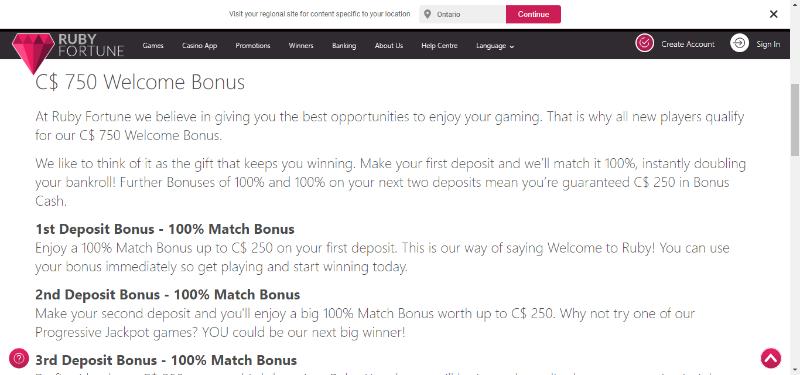 Visit your regional site for content specific to your location
Ontario
Continue
RUBY
FORTUNE
Games Casino App Promotions Winners Banking About Us Help Centre Language
Create Account
Sign In
C$ 750 Welcome Bonus
At Ruby Fortune we believe in giving you the best opportunities to enjoy your gaming. That is why all new players qualify
for our C$ 750 Welcome Bonus.
We like to think of it as the gift that keeps you winning. Make your first deposit and we'll match it 100%, instantly doubling
your bankroll! Further Bonuses of 100% and 100% on your next two deposits mean you're guaranteed C$ 250 in Bonus
Cash.
1st Deposit Bonus - 100% Match Bonus
Enjoy a 100% Match Bonus up to C$ 250 on your first deposit. This is our way of saying Welcome to Ruby! You can use
your bonus immediately so get playing and start winning today.
2nd Deposit Bonus - 100% Match Bonus
Make your second deposit and you'll enjoy a big 100% Match Bonus worth up to C$ 250. Why not try one of our
Progressive Jackpot games? YOU could be our next big winner!
3rd Deposit Bonus - 100% Match Bonus